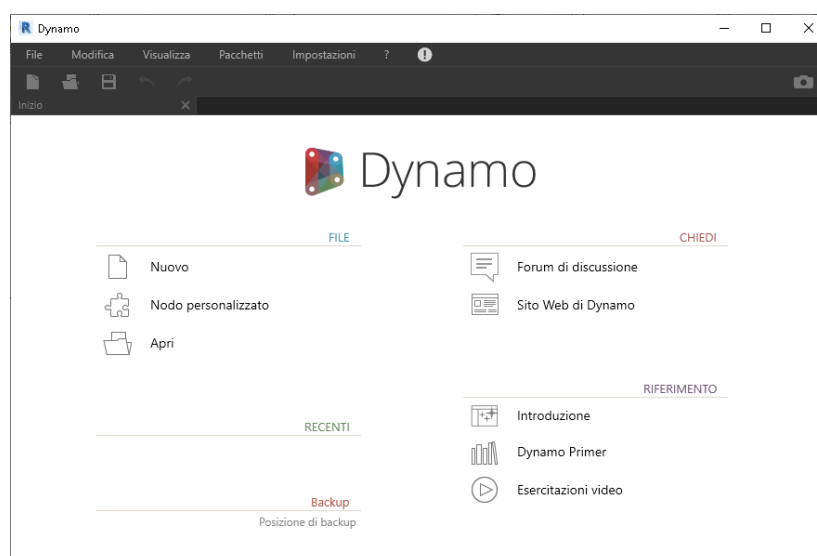 Dynamo
File Modifica Visualizza Pacchetti Impostazioni ?
Inizio
Dynamo
FILE
Nuovo
Nodo personalizzato
Apri
RECENTI
Backup
Posizione di backup
CHIEDI
Forum di discussione
Sito Web di Dynamo
RIFERIMENTO
Introduzione
Dynamo Primer
Esercitazioni video